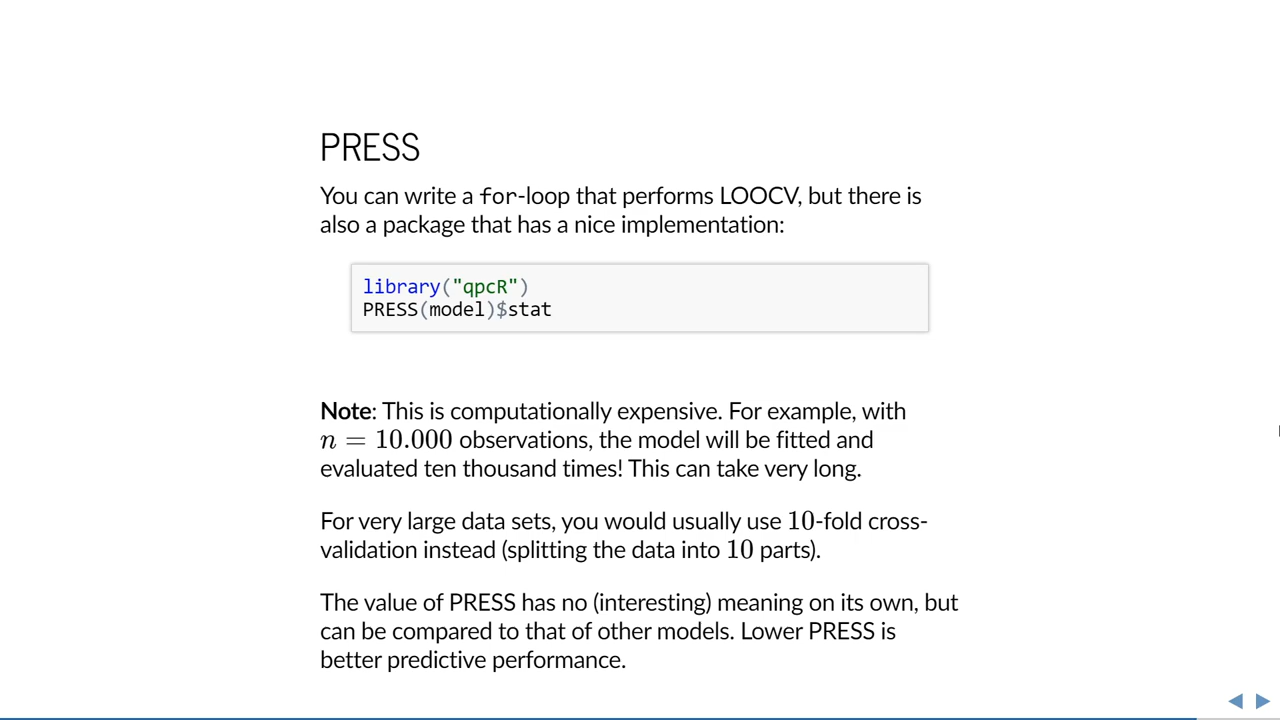 PRESS
You can write a for-loop that performs LOOCV, but there is
also a package that has a nice implementation:
library("qpcR")
PRESS(model)$stat
Note: This is computationally expensive. For example, with
n = 10.000 observations, the model will be fitted and
evaluated ten thousand times! This can take very long.
For very large data sets, you would usually use 10-fold cross-
validation instead (splitting the data into 10 parts).
The value of PRESS has no (interesting) meaning on its own, but
can be compared to that of other models. Lower PRESS is
better predictive performance.